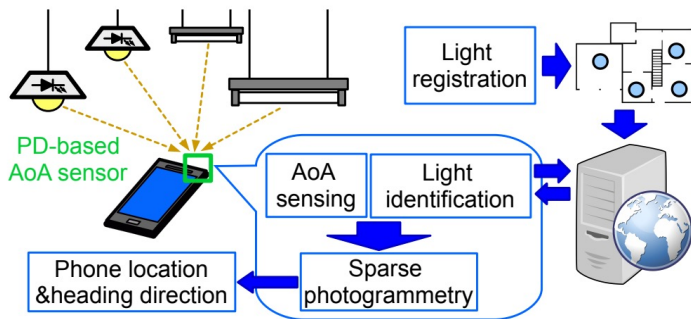 Light
registration
PD-based
AoA sensor
AoA
sensing
Light
identification
Phone location
&heading direction
Sparse
photogrammetry